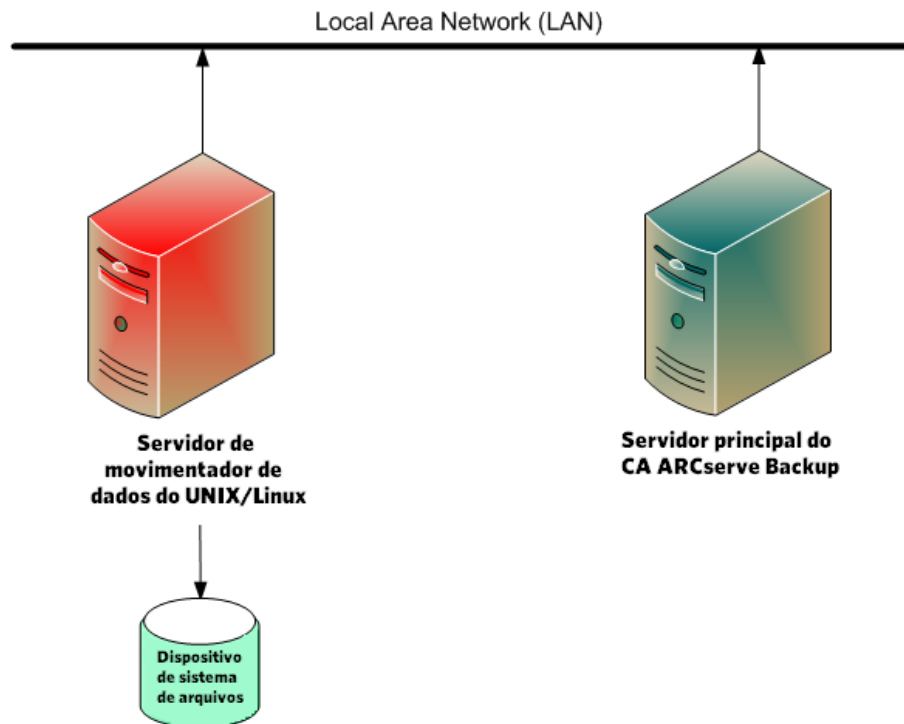 Local Area Network (LAN)
Servidor de
movimentador de
dados do UNIX/Linux
Servidor principal do
CA ARCserve Backup
Dispositivo
de sistema
de arquivos